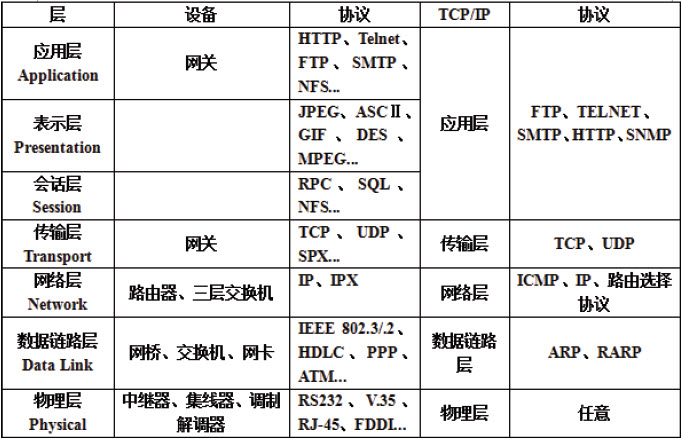 层 设备 协议 TCP/IP 协议
应用层
Application
网关
HTTP、Telnet、
FTP、SMTP、
NFS...
表示层
Presentation
JPEG、ASCⅡ、
GIF、DES、
MPEG...
会话层
Session
RPC、SQL、
NFS...
应用层
FTP、TELNET、
SMTP、HTTP、SNMP
传输层
Transport
网关
TCP、UDP、
SPX...
传输层
TCP、UDP
网络层
Network
路由器、三层交换机
IP、IPX
网络层
ICMP、IP、路由选择
协议
数据链路层
Data Link
网桥、交换机、网卡
IEEE 802.3/.2、
HDLC、PPP、
ATM...
数据链路
层
ARP、RARP
物理层
Physical
中继器、集线器、调制
解调器
RS232、V.35、
RJ-45、FDDI...
物理层
任意